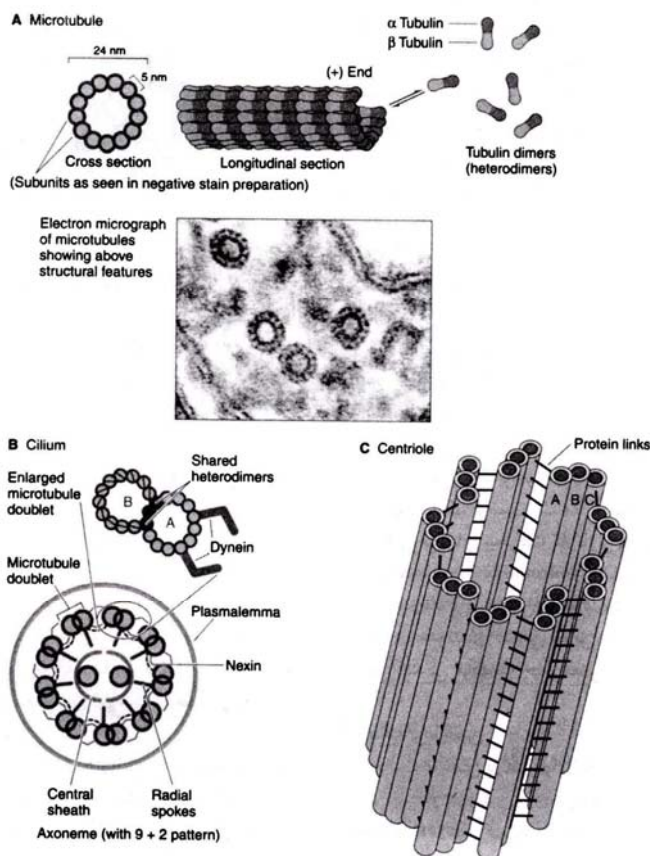 A Microtubule
24 nm
5 nm
(+) End
α Tubulin
β Tubulin
Cross section
Longitudinal section
Tubulin dimers
(heterodimers)
(Subunits as seen in negative stain preparation)
Electron micrograph
of microtubules
showing above
structural features
B Cilium
Enlarged
microtubule
doublet
Shared
heterodimers
B
A
Dynein
Microtubule
doublet
Plasmalemma
Nexin
Central
sheath
Radial
spokes
Axoneme (with 9 + 2 pattern)
C Centriole
Protein links
A B C